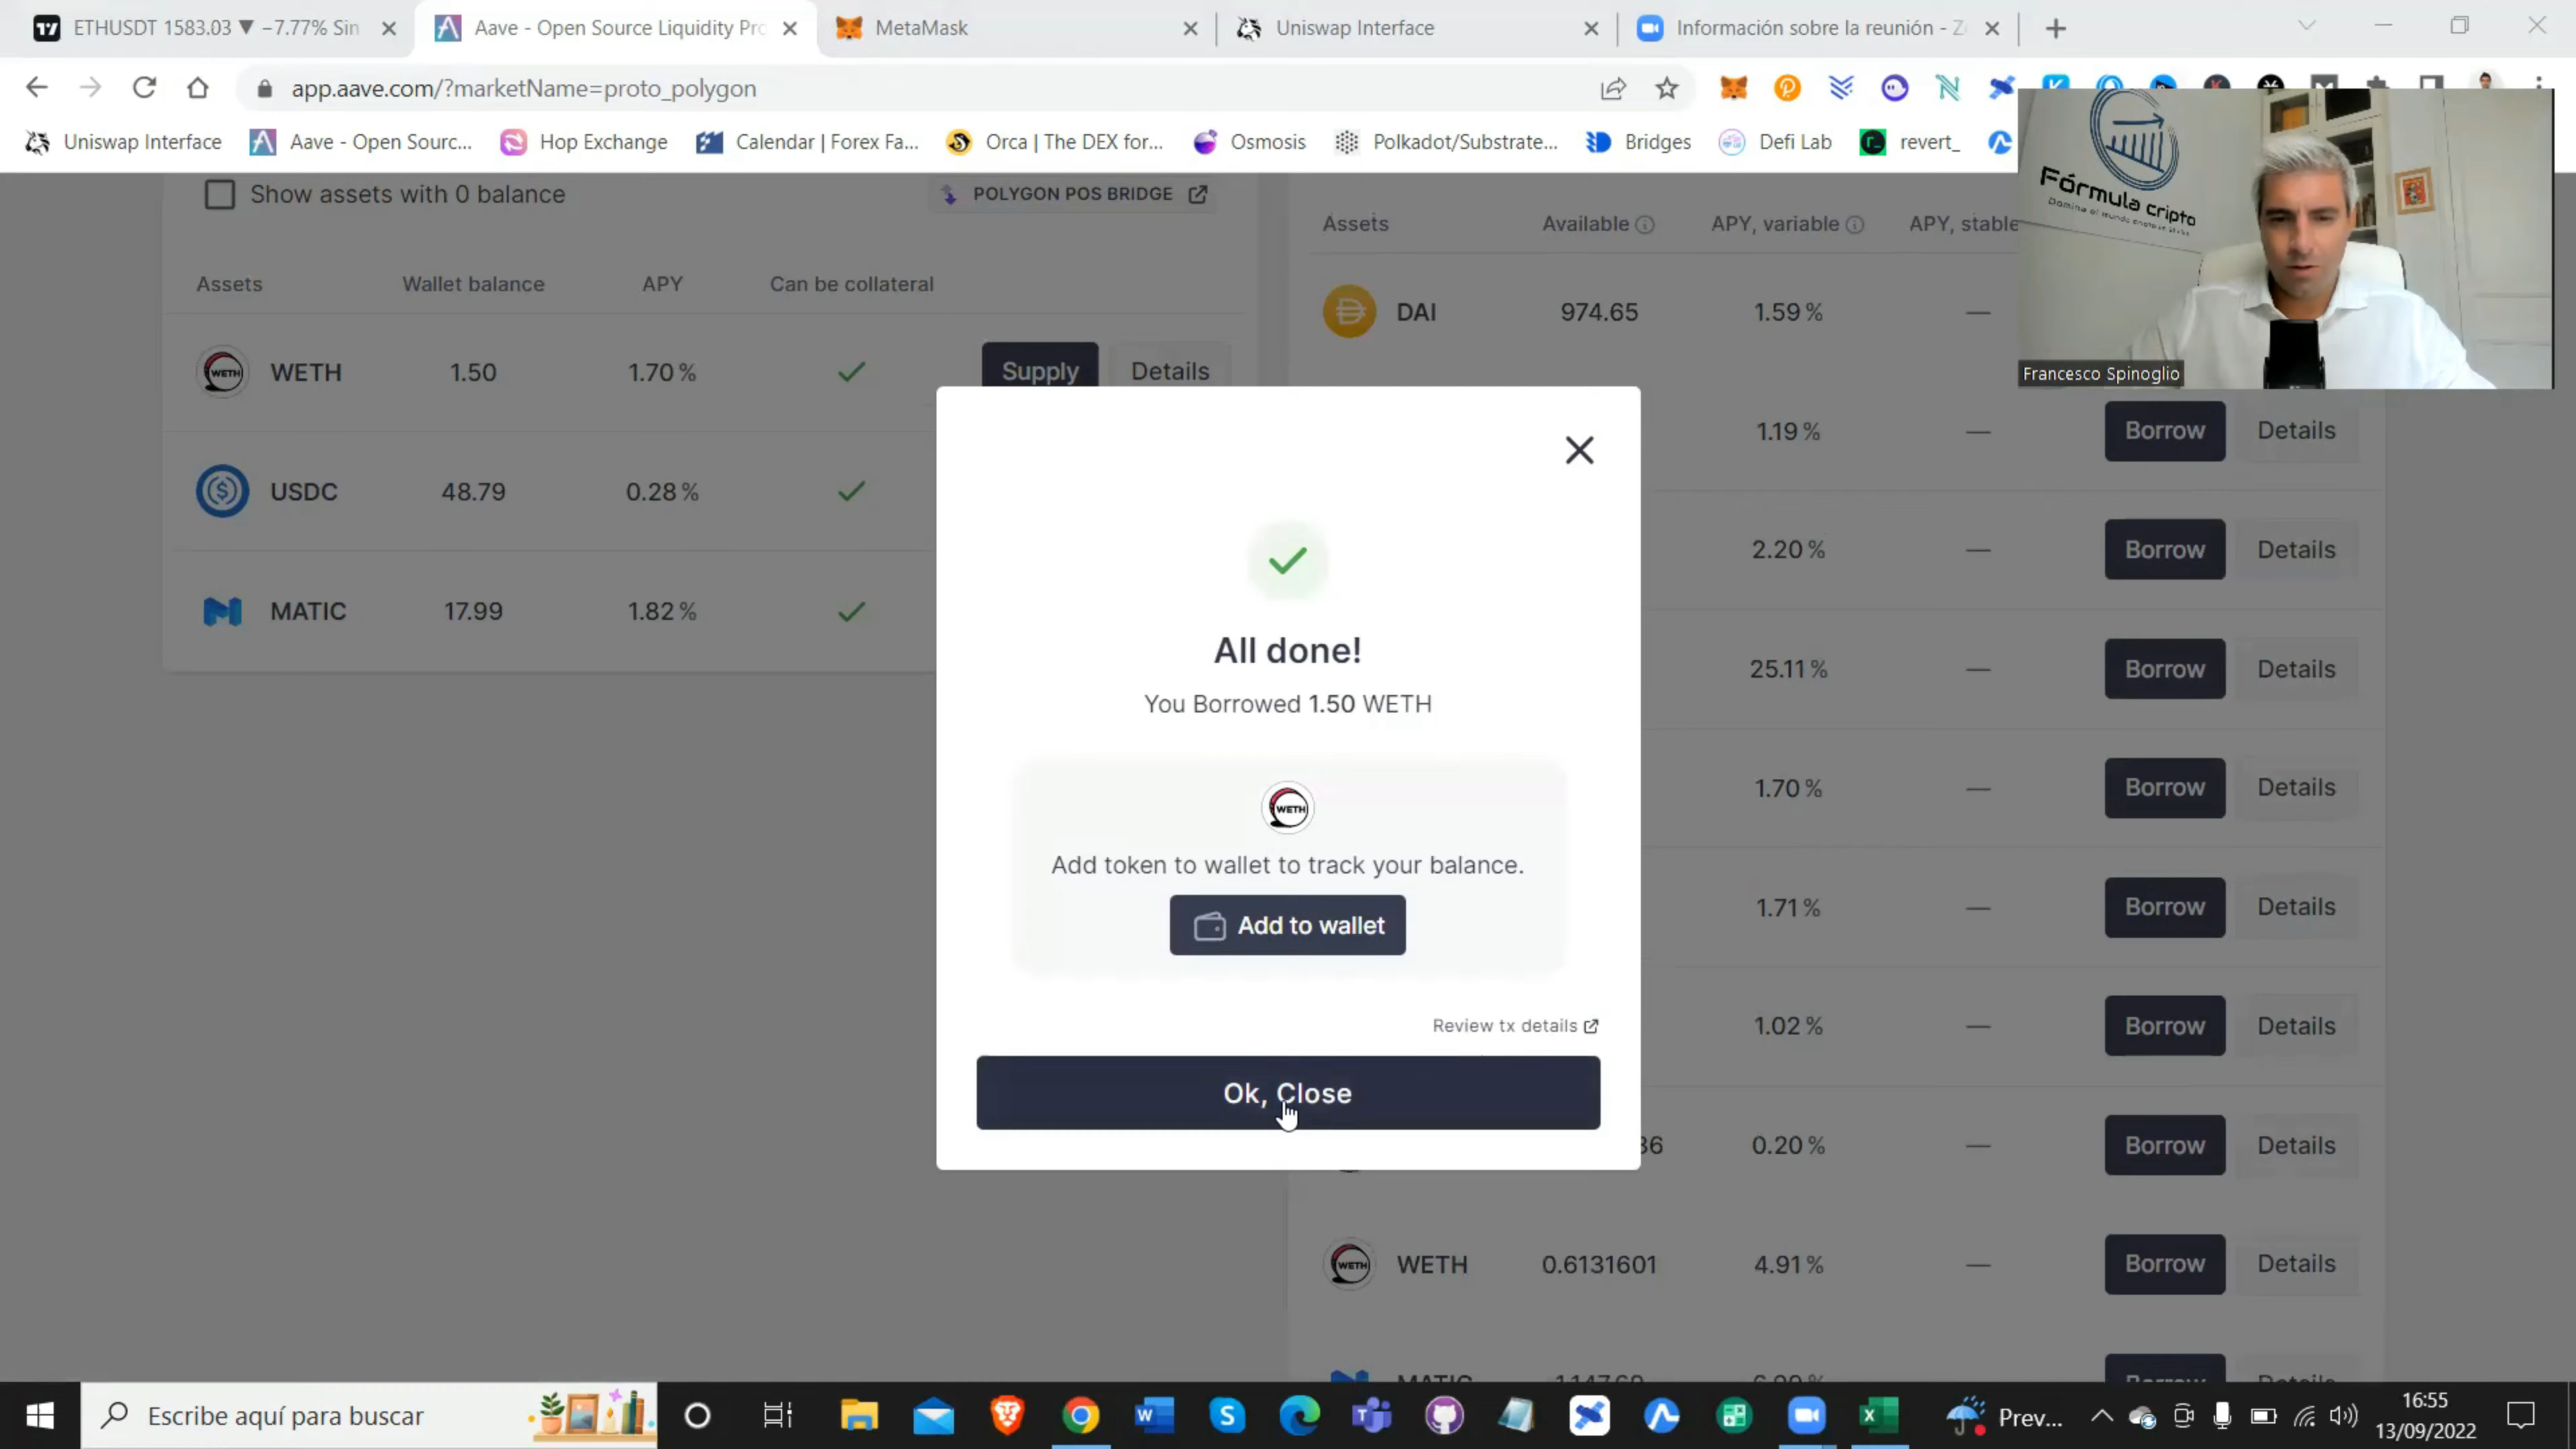 ETHUSDT 1583.03 ▼ −7.77% Sin
Aave - Open Source Liquidity Pro
MetaMask
Uniswap Interface
Información sobre la reunión - Z
app.aave.com/?marketName=proto_polygon
Uniswap Interface
Aave - Open Sourc...
Hop Exchange
Calendar | Forex Fa...
Orca | The DEX for...
Osmosis
Polkadot/Substrate...
Bridges
Defi Lab
revert_
Fórmula cripto
Francesco Spinoglio
Show assets with 0 balance
POLYGON POS BRIDGE
Assets Wallet balance APY Can be collateral
WETH 1.50 1.70 % Supply Details
USDC 48.79 0.28 %
MATIC 17.99 1.82 %
Assets Available APY, variable APY, stable
DAI 974.65 1.59 % —
1.19 % — Borrow Details
2.20 % — Borrow Details
25.11 % — Borrow Details
1.70 % — Borrow Details
1.71 % — Borrow Details
1.02 % — Borrow Details
36 0.20 % — Borrow Details
WETH 0.6131601 4.91 % — Borrow Details
All done!
You Borrowed 1.50 WETH
WETH
Add token to wallet to track your balance.
Add to wallet
Review tx details
Ok, Close
Escribe aquí para buscar
Prev...
16:55
13/09/2022